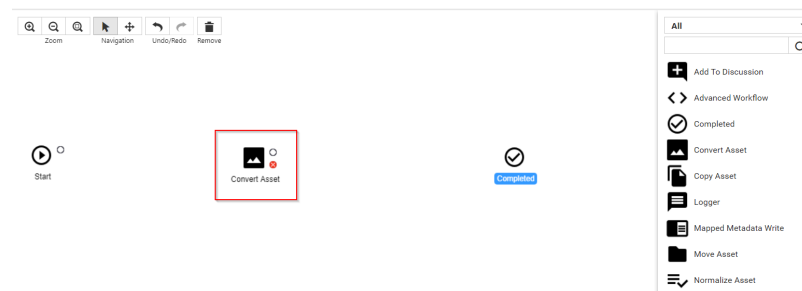 Zoom
Navigation
Undo/Redo
Remove
Start
Convert Asset
Completed
All
Add To Discussion
Advanced Workflow
Completed
Convert Asset
Copy Asset
Logger
Mapped Metadata Write
Move Asset
Normalize Asset